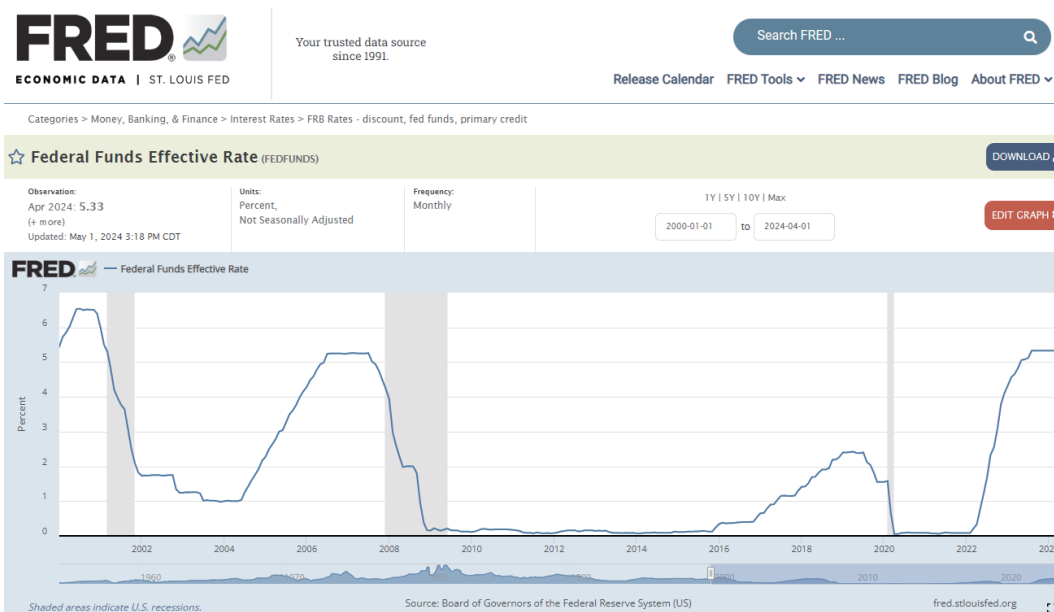 FRED®
ECONOMIC DATA | ST. LOUIS FED
Your trusted data source
since 1991.
Search FRED ...
Release Calendar FRED Tools FRED News FRED Blog About FRED
Categories > Money, Banking, & Finance > Interest Rates > FRB Rates - discount, fed funds, primary credit
Federal Funds Effective Rate (FEDFUNDS)
DOWNLOAD
Observation:
Apr 2024: 5.33
(+ more)
Updated: May 1, 2024 3:18 PM CDT
Units:
Percent,
Not Seasonally Adjusted
Frequency:
Monthly
1Y | 5Y | 10Y | Max
2000-01-01 to 2024-04-01
EDIT GRAPH
FRED — Federal Funds Effective Rate
7
6
5
4
3
2
1
0
Percent
2002 2004 2006 2008 2010 2012 2014 2016 2018 2020 2022
1960 1970 1990 2000 2010 2020
Shaded areas indicate U.S. recessions.
Source: Board of Governors of the Federal Reserve System (US)
fred.stlouisfed.org